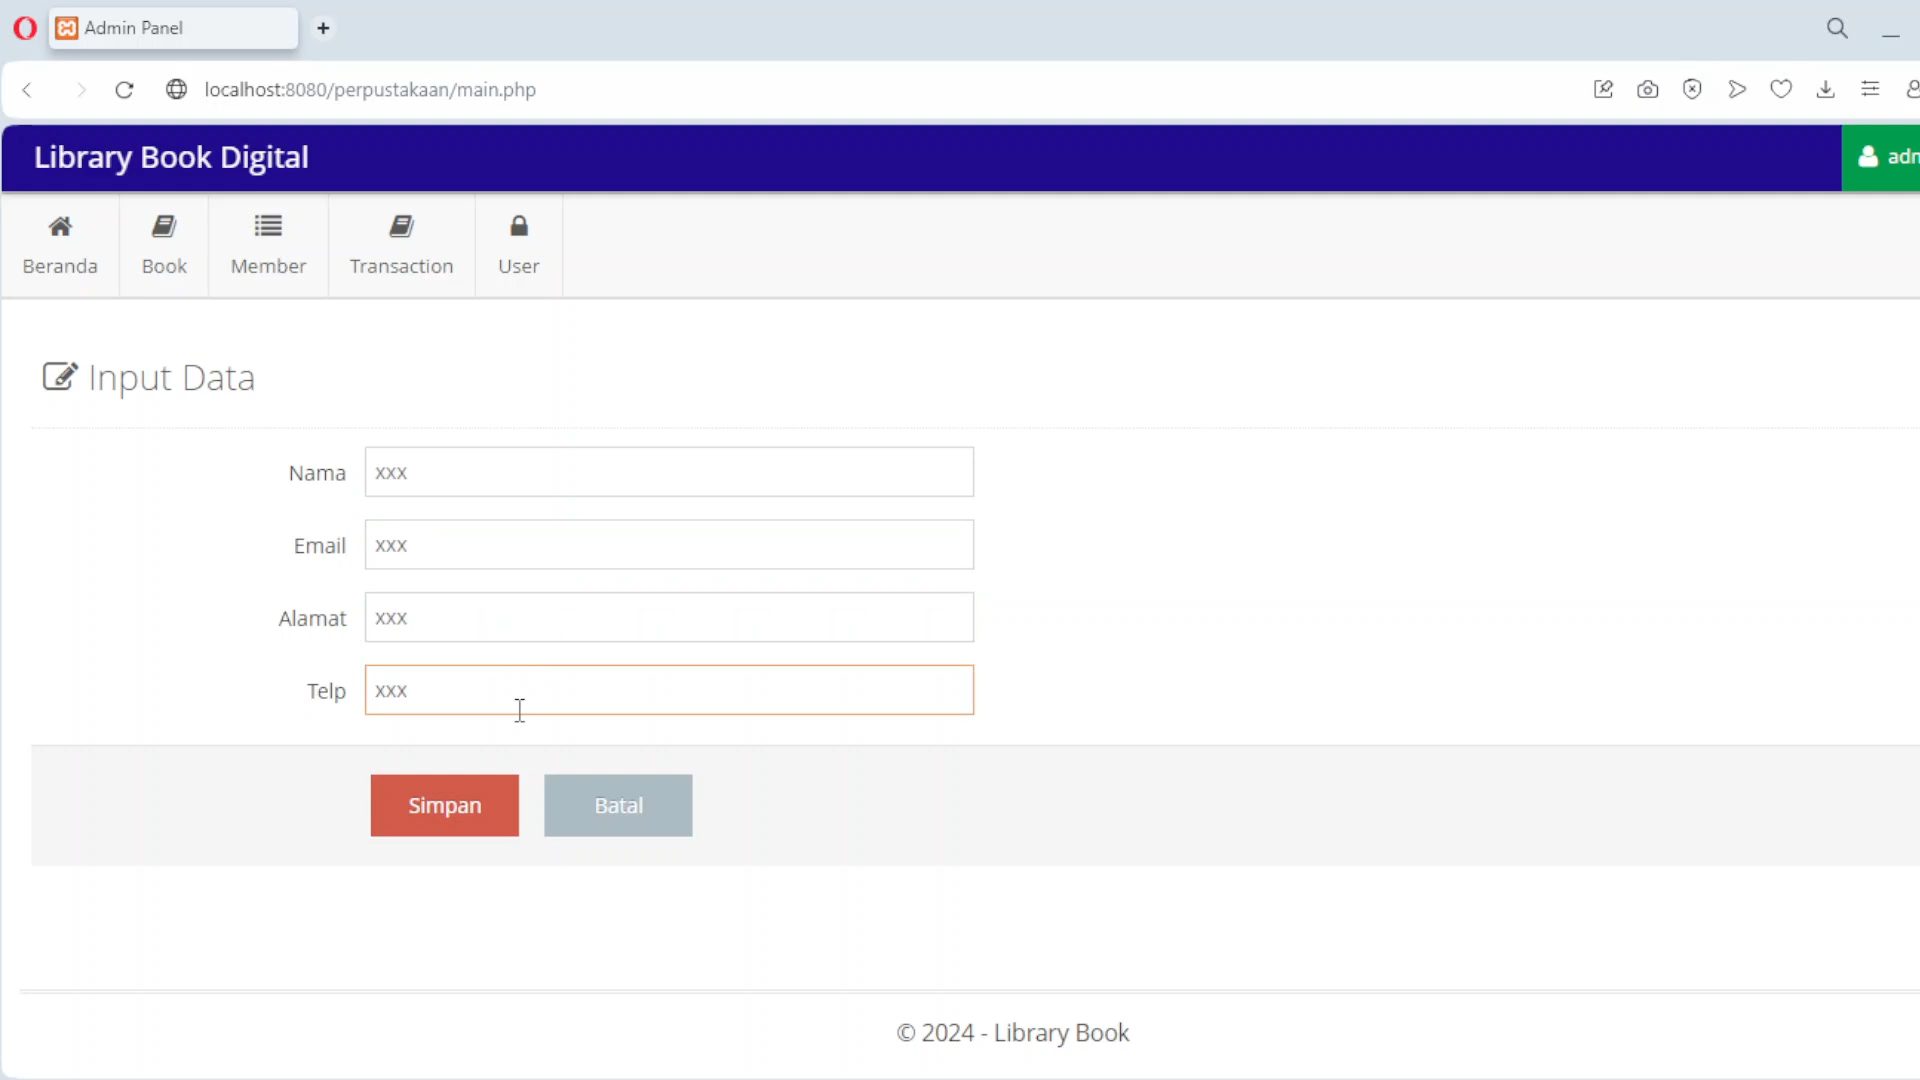 Admin Panel
localhost:8080/perpustakaan/main.php
Library Book Digital
adm
Beranda
Book
Member
Transaction
User
Input Data
Nama
xxx
Email
xxx
Alamat
xxx
Telp
xxx
Simpan
Batal
© 2024 - Library Book